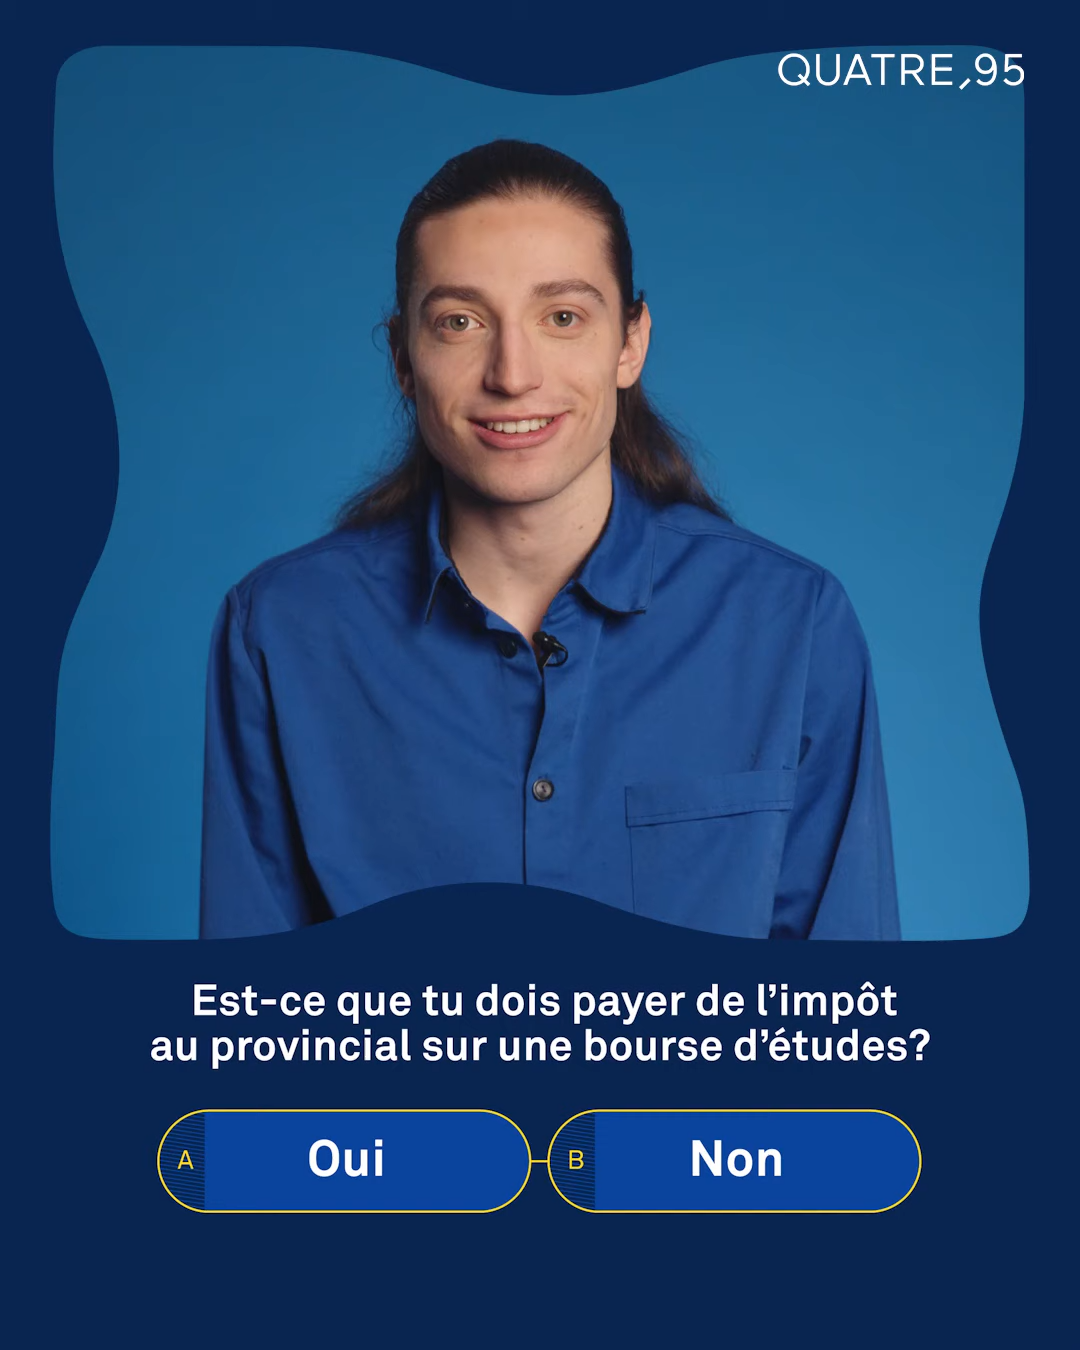 QUATRE,95
Est-ce que tu dois payer de l’impôt
au provincial sur une bourse d’études?
A Oui
B Non